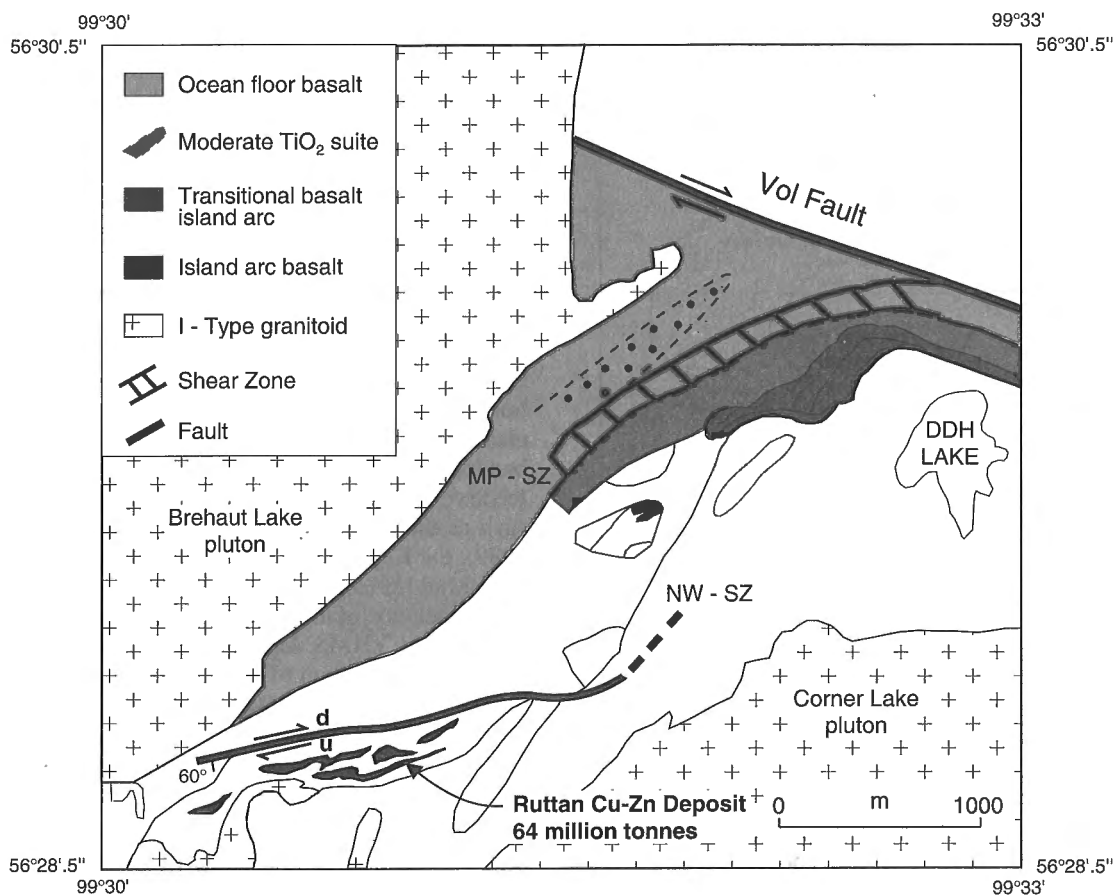 99°30'
99°33'
56°30'.5"
56°30'.5"
Ocean floor basalt
Moderate TiO₂ suite
Transitional basalt
island arc
Island arc basalt
I - Type granitoid
Shear Zone
Fault
Vol Fault
DDH
LAKE
MP - SZ
Brehaut Lake
pluton
NW - SZ
Corner Lake
pluton
d
u
60°
Ruttan Cu-Zn Deposit
64 million tonnes
0 m 1000
56°28'.5"
56°28'.5"
99°30'
99°33'